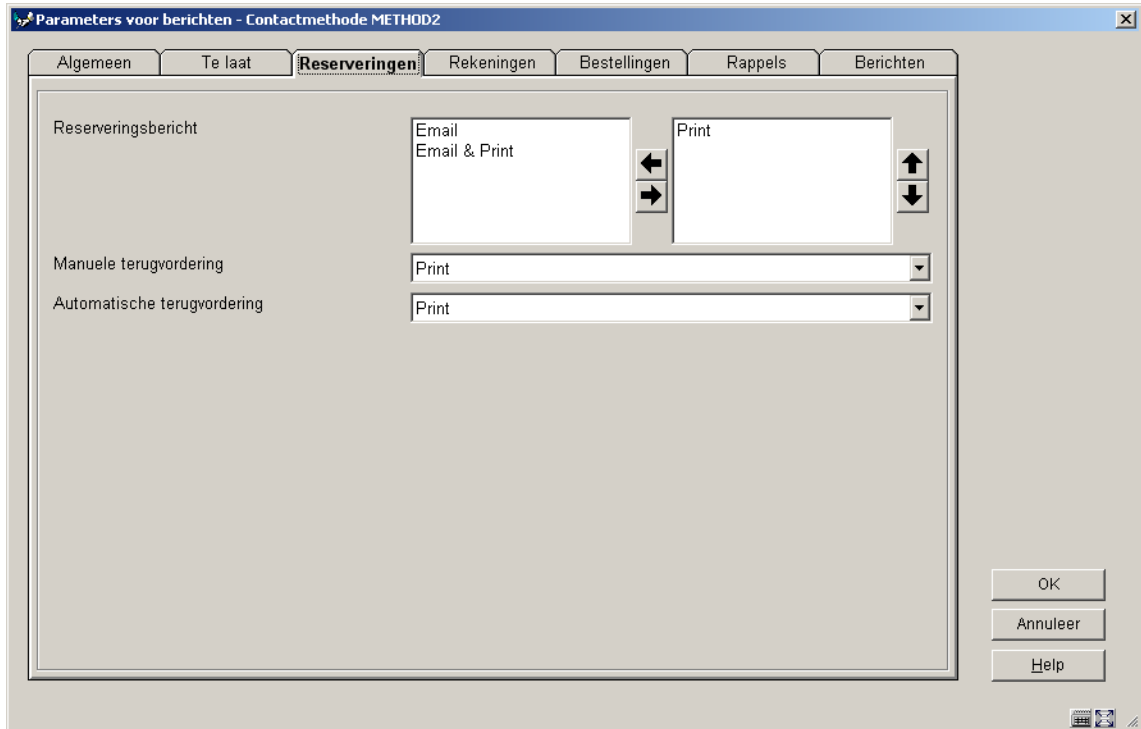 Parameters voor berichten - Contactmethode METHOD2
Algemeen Te laat Reserveringen Rekeningen Bestellingen Rappels Berichten
Reserveringsbericht
Email
Email & Print
Print
Manuele terugvordering
Print
Automatische terugvordering
Print
OK
Annuleer
Help